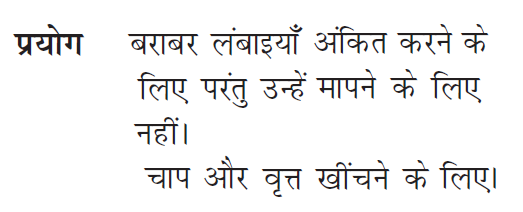 प्रयोग बराबर लंबाइयाँ अंकित करने के
लिए परंतु उन्हें मापने के लिए
नहीं।
चाप और वृत्त खींचने के लिए।